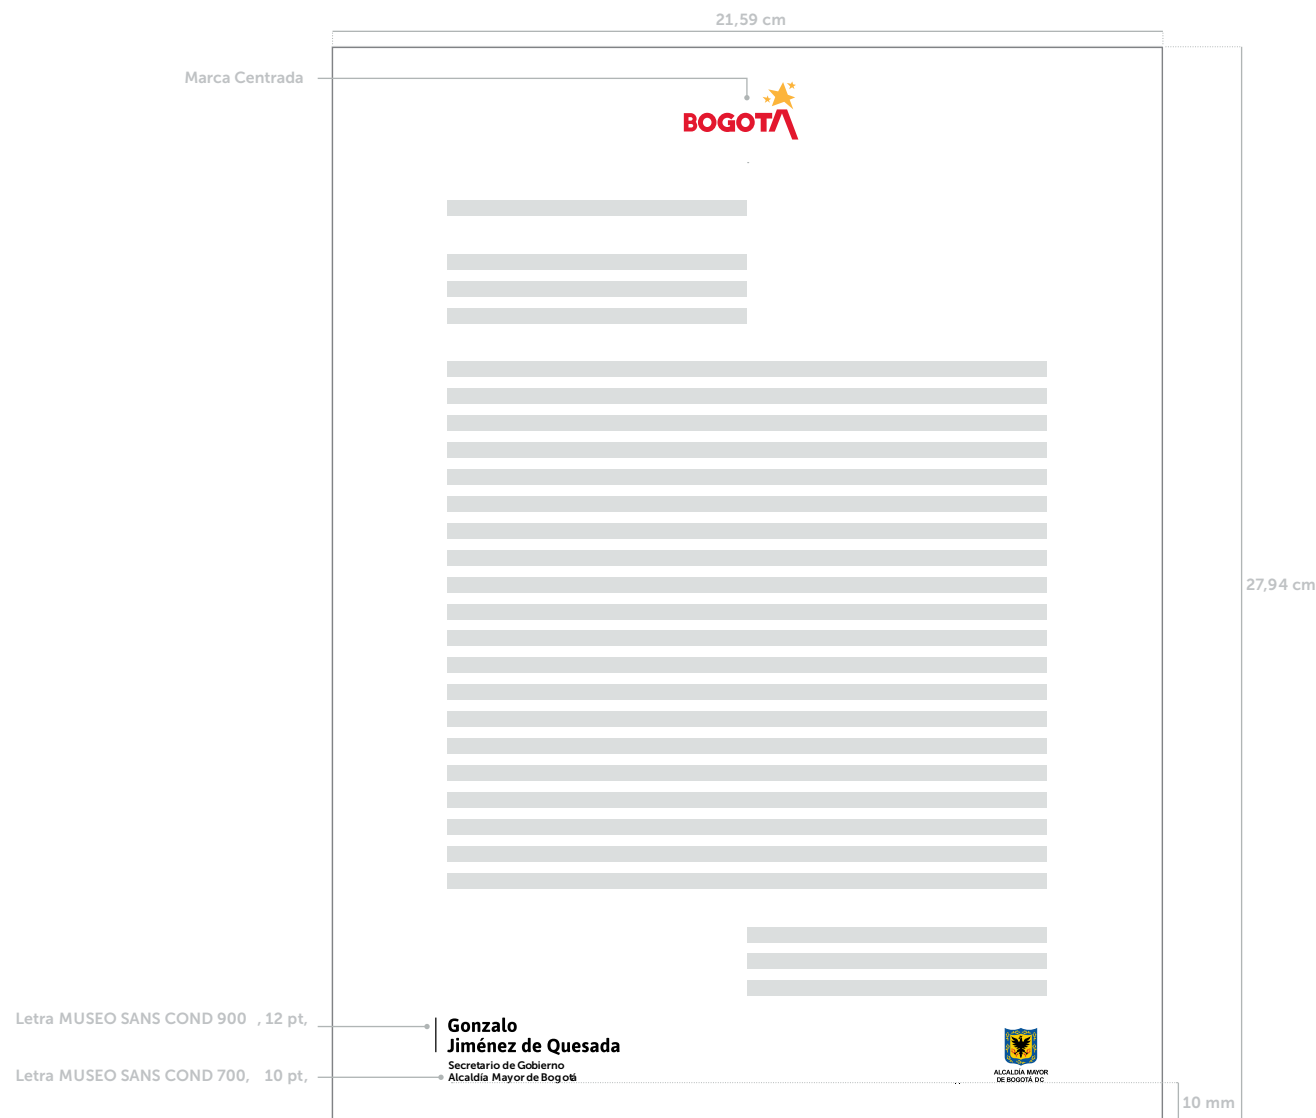 21,59 cm
Marca Centrada
BOGOTÁ
27,94 cm
Letra MUSEO SANS COND 900 , 12 pt,
Gonzalo
Jiménez de Quesada
Letra MUSEO SANS COND 700, 10 pt,
Secretario de Gobierno
Alcaldía Mayor de Bogotá
ALCALDÍA MAYOR
DE BOGOTÁ DC
10 mm